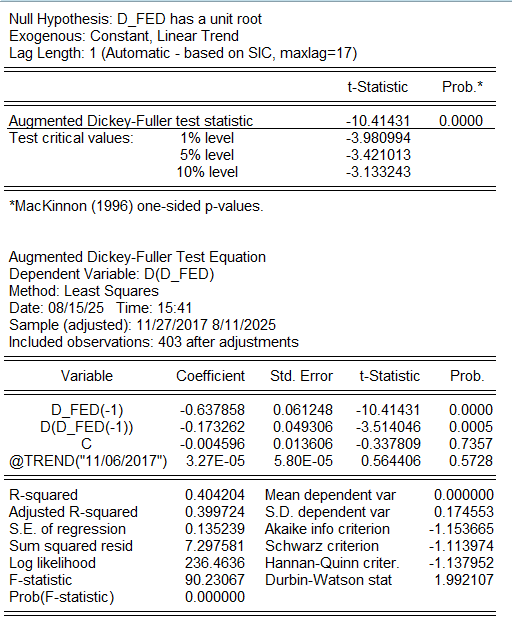 Null Hypothesis: D_FED has a unit root
Exogenous: Constant, Linear Trend
Lag Length: 1 (Automatic - based on SIC, maxlag=17)
t-Statistic Prob.*
Augmented Dickey-Fuller test statistic -10.41431 0.0000
Test critical values: 1% level -3.980994
5% level -3.421013
10% level -3.133243
*MacKinnon (1996) one-sided p-values.
Augmented Dickey-Fuller Test Equation
Dependent Variable: D(D_FED)
Method: Least Squares
Date: 08/15/25 Time: 15:41
Sample (adjusted): 11/27/2017 8/11/2025
Included observations: 403 after adjustments
Variable Coefficient Std. Error t-Statistic Prob.
D_FED(-1) -0.637858 0.061248 -10.41431 0.0000
D(D_FED(-1)) -0.173262 0.049306 -3.514046 0.0005
C -0.004596 0.013606 -0.337809 0.7357
@TREND("11/06/2017") 3.27E-05 5.80E-05 0.564406 0.5728
R-squared 0.404204 Mean dependent var 0.000000
Adjusted R-squared 0.399724 S.D. dependent var 0.174553
S.E. of regression 0.135239 Akaike info criterion -1.153665
Sum squared resid 7.297581 Schwarz criterion -1.113974
Log likelihood 236.4636 Hannan-Quinn criter. -1.137952
F-statistic 90.23067 Durbin-Watson stat 1.992107
Prob(F-statistic) 0.000000